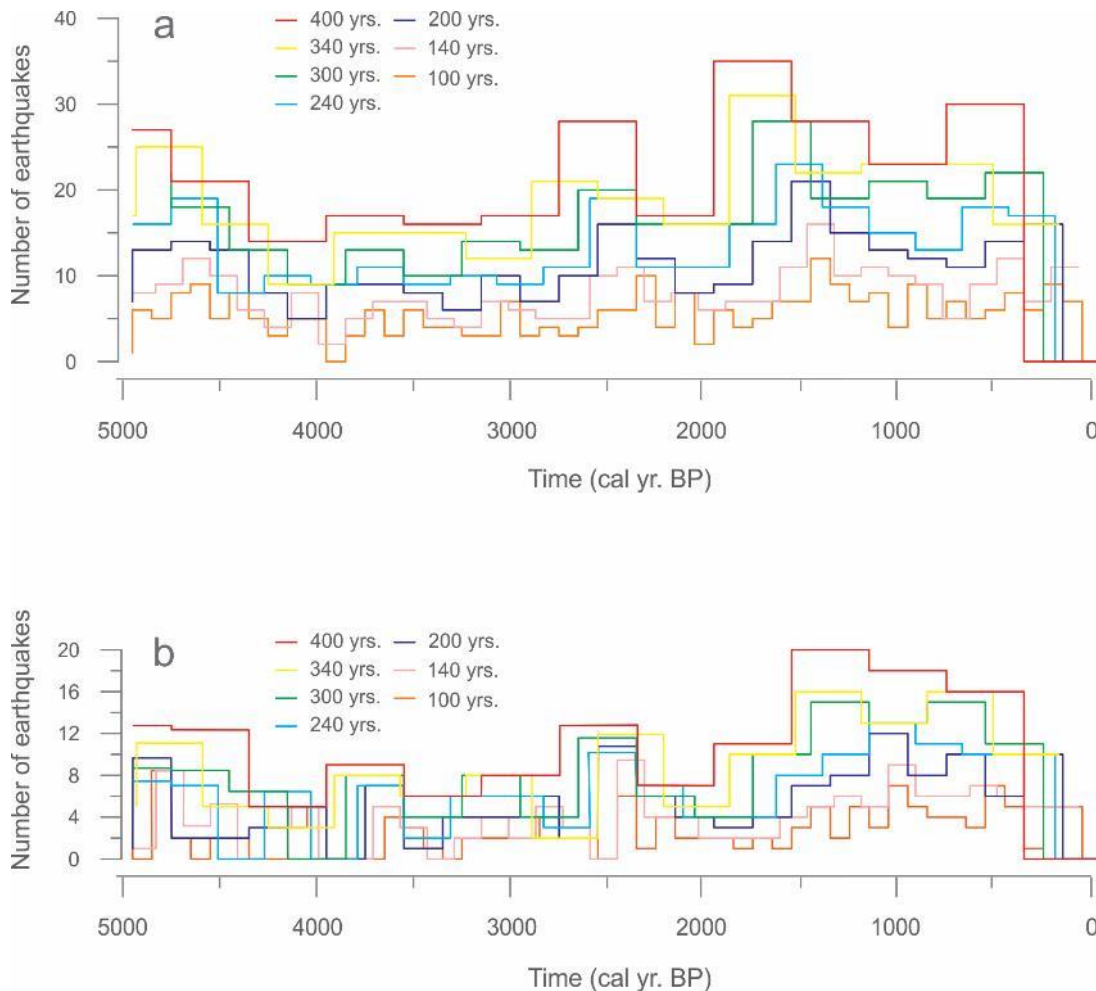 a
400 yrs. 200 yrs.
340 yrs. 140 yrs.
300 yrs. 100 yrs.
240 yrs.
Number of earthquakes
40
30
20
10
0
5000 4000 3000 2000 1000 0
Time (cal yr. BP)
b
400 yrs. 200 yrs.
340 yrs. 140 yrs.
300 yrs. 100 yrs.
240 yrs.
Number of earthquakes
20
16
12
8
4
0
5000 4000 3000 2000 1000 0
Time (cal yr. BP)